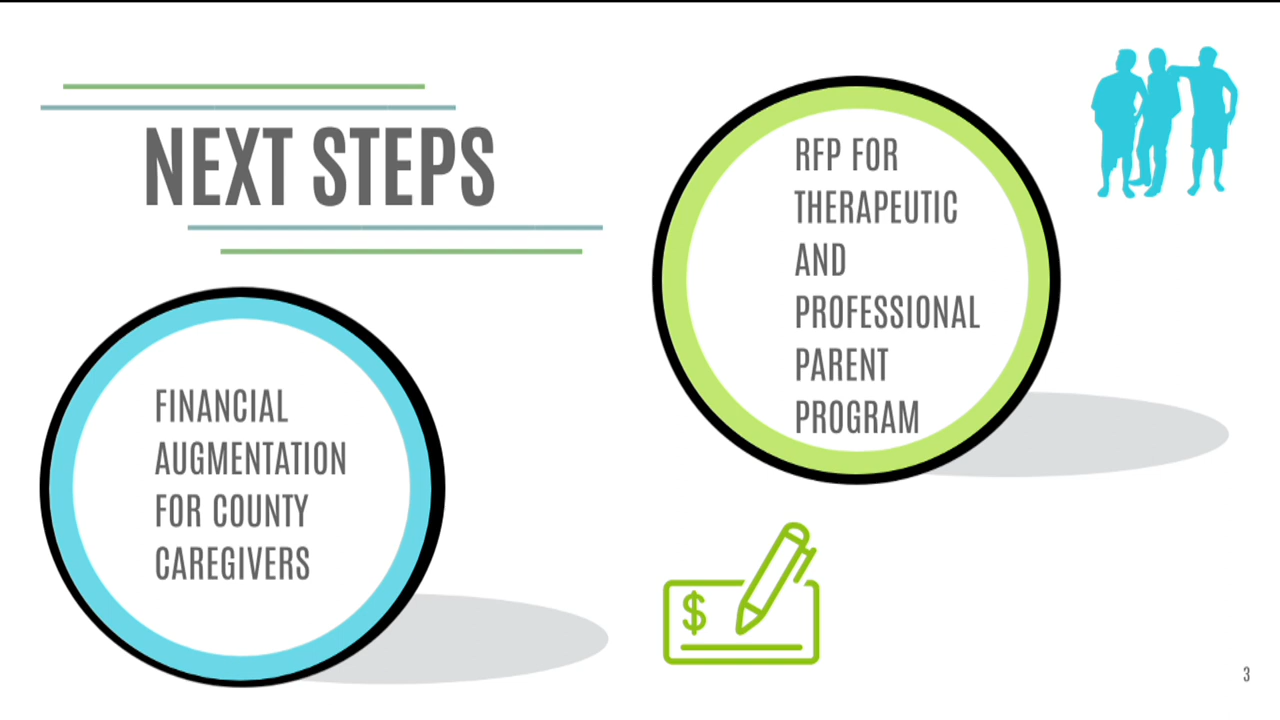 NEXT STEPS
RFP FOR
THERAPEUTIC
AND
PROFESSIONAL
PARENT
PROGRAM
FINANCIAL
AUGMENTATION
FOR COUNTY
CAREGIVERS
$
3